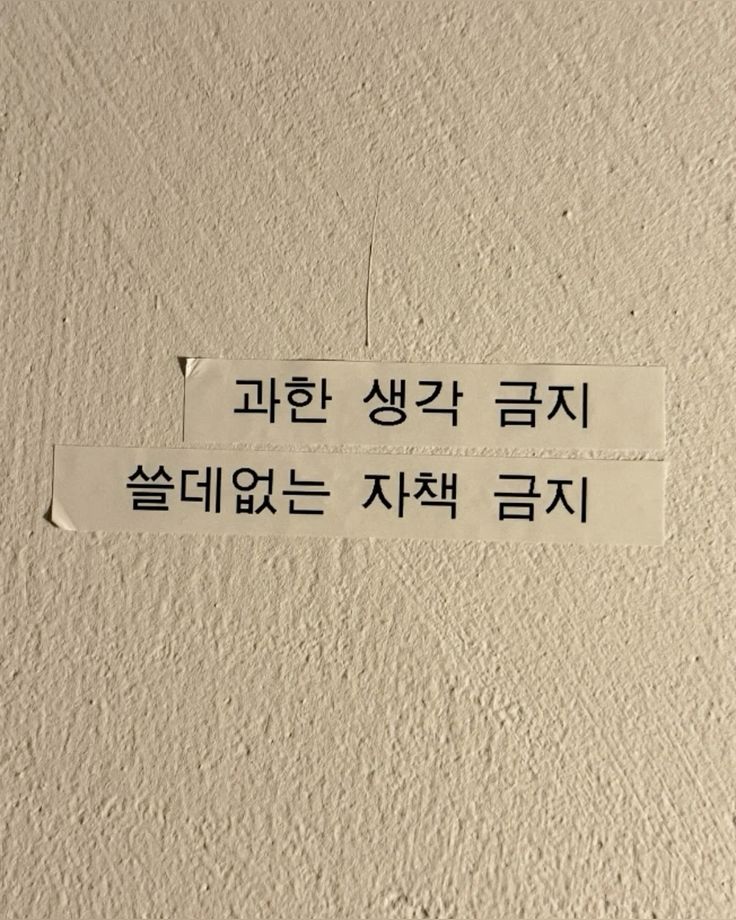 과한 생각 금지
쓸데없는 자책 금지